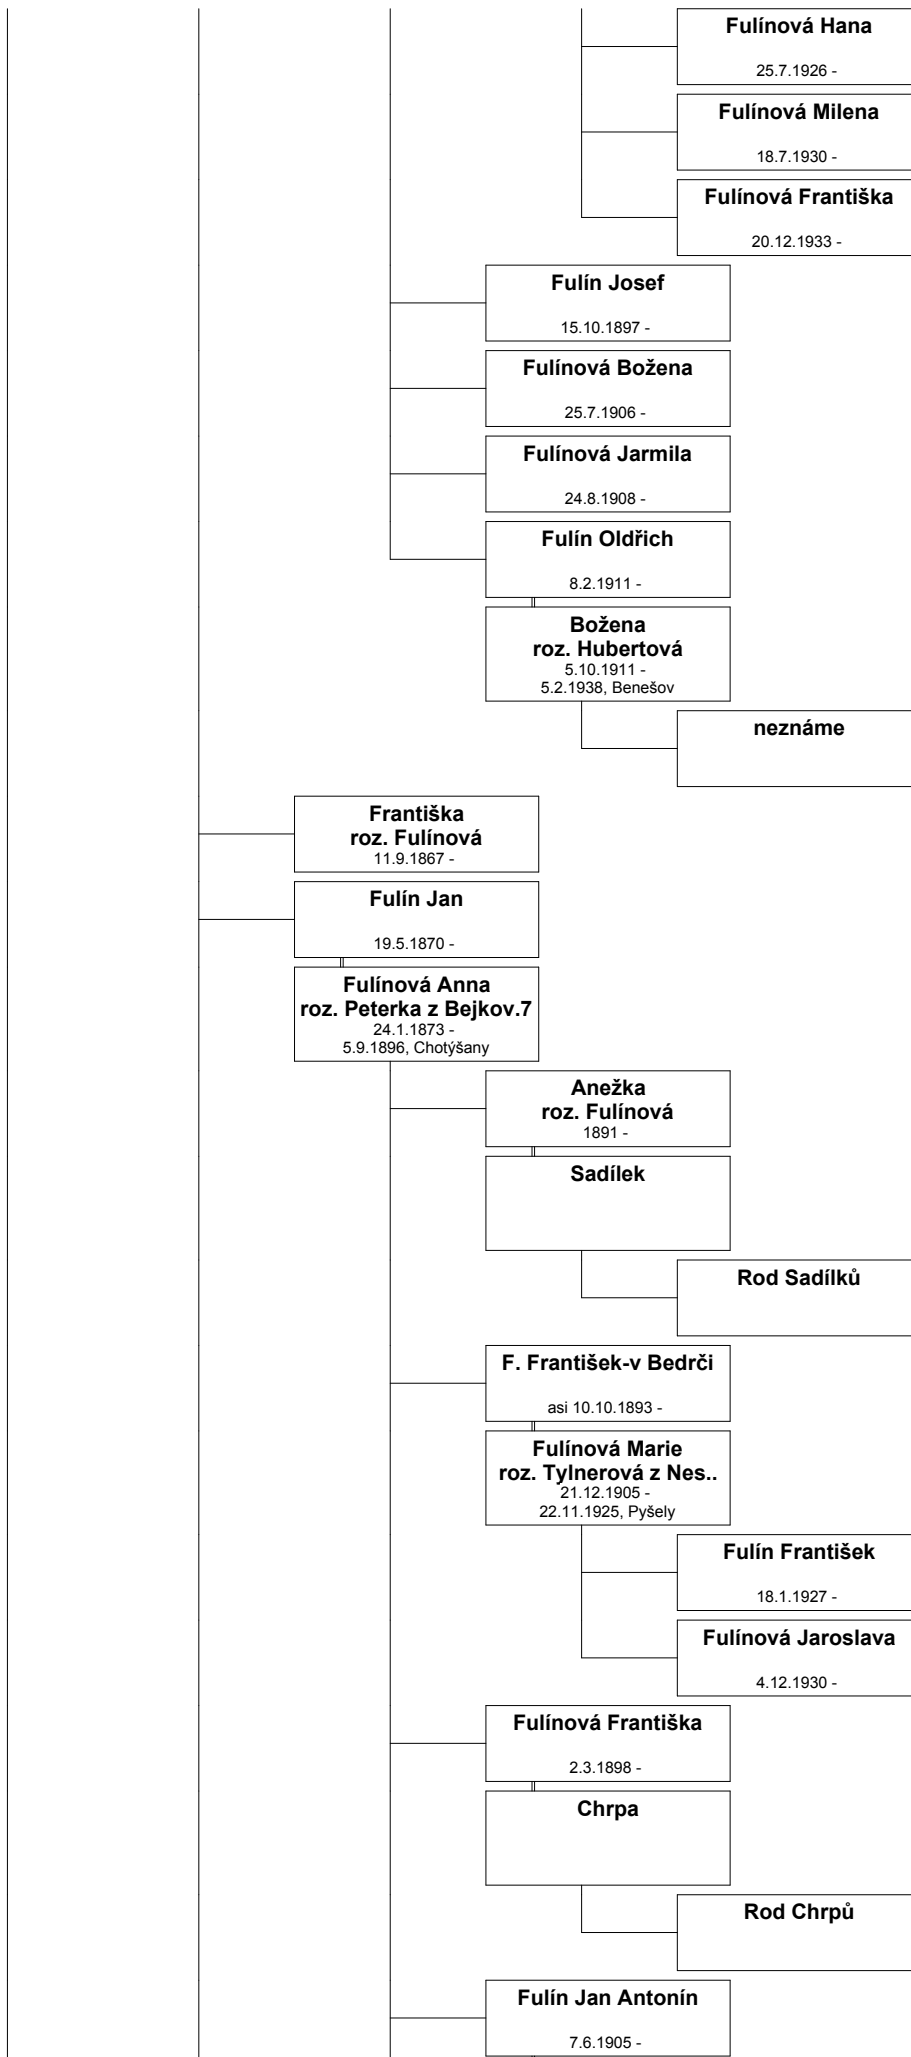 Fulínová Hana
25.7.1926 -
Fulínová Milena
18.7.1930 -
Fulínová Františka
20.12.1933 -
Fulín Josef
15.10.1897 -
Fulínová Božena
25.7.1906 -
Fulínová Jarmila
24.8.1908 -
Fulín Oldřich
8.2.1911 -
Božena
roz. Hubertová
5.10.1911 -
5.2.1938, Benešov
neznáme
Františka
roz. Fulínová
11.9.1867 -
Fulín Jan
19.5.1870 -
Fulínová Anna
roz. Peterka z Bejkov.7
24.1.1873 -
5.9.1896, Chotýšany
Anežka
roz. Fulínová
1891 -
Sadílek
Rod Sadílků
F. František-v Bedrči
asi 10.10.1893 -
Fulínová Marie
roz. Tylnerová z Nes..
21.12.1905 -
22.11.1925, Pyšely
Fulín František
18.1.1927 -
Fulínová Jaroslava
4.12.1930 -
Fulínová Františka
2.3.1898 -
Chrpa
Rod Chrpů
Fulín Jan Antonín
7.6.1905 -